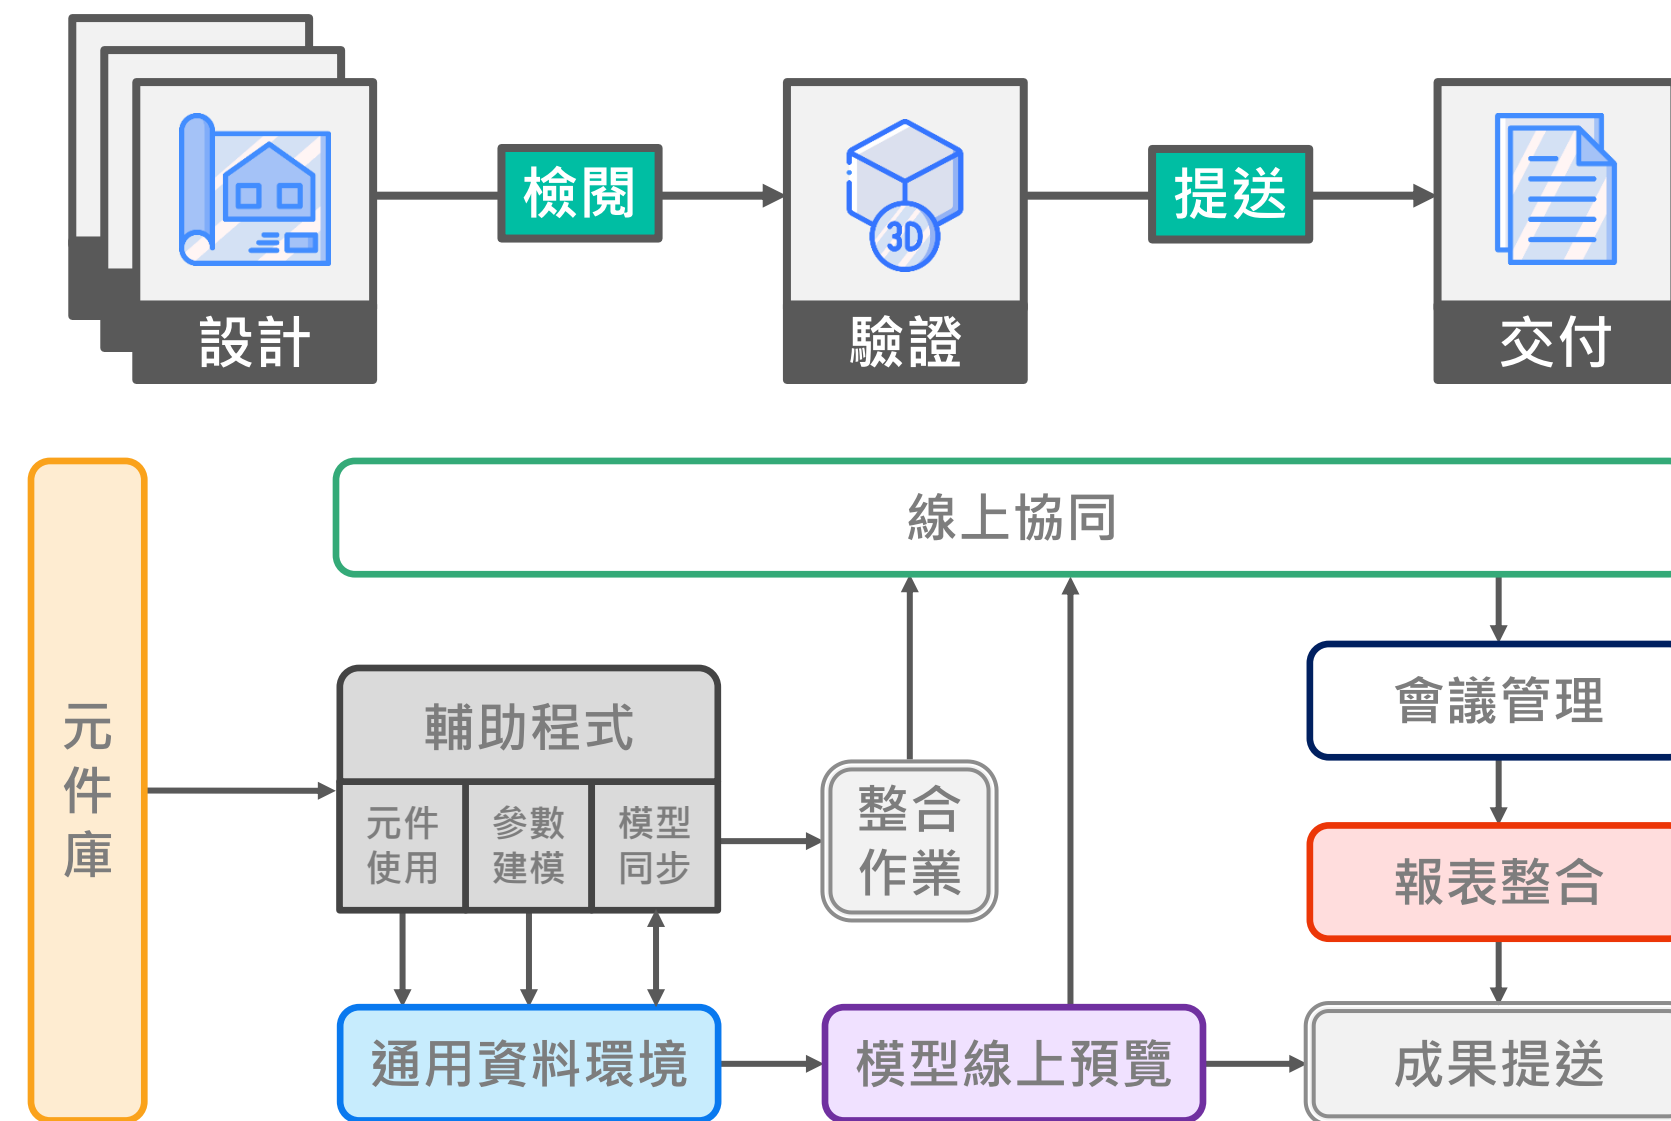 檢閱
提送
3D
設計
驗證
交付
線上協同
元
件
庫
輔助程式
元件
使用
參數
建模
模型
同步
整合
作業
會議管理
報表整合
通用資料環境
模型線上預覽
成果提送